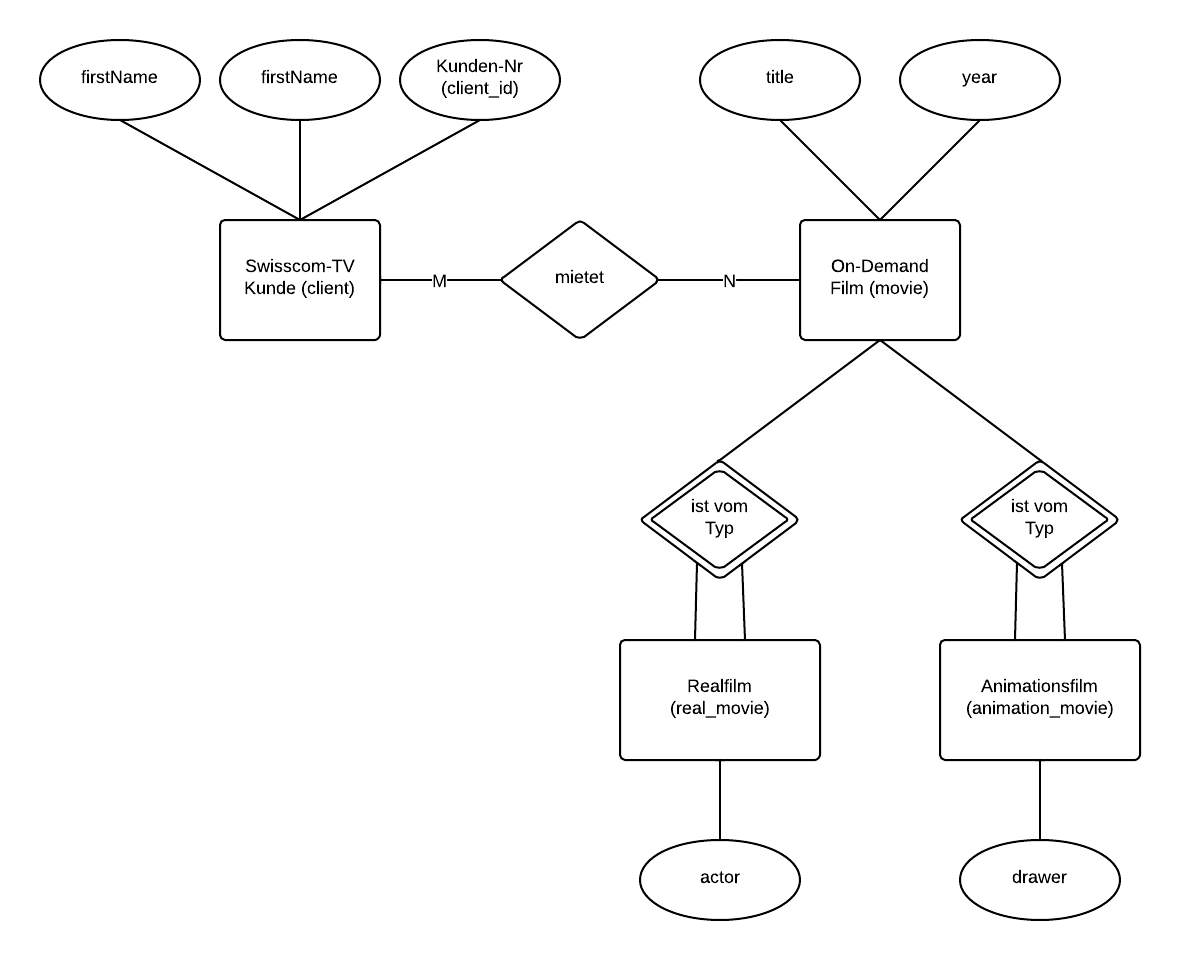 firstName
firstName
Kunden-Nr
(client_id)
title
year
Swisscom-TV
Kunde (client)
M
mietet
N
On-Demand
Film (movie)
ist vom
Typ
ist vom
Typ
Realfilm
(real_movie)
Animationsfilm
(animation_movie)
actor
drawer